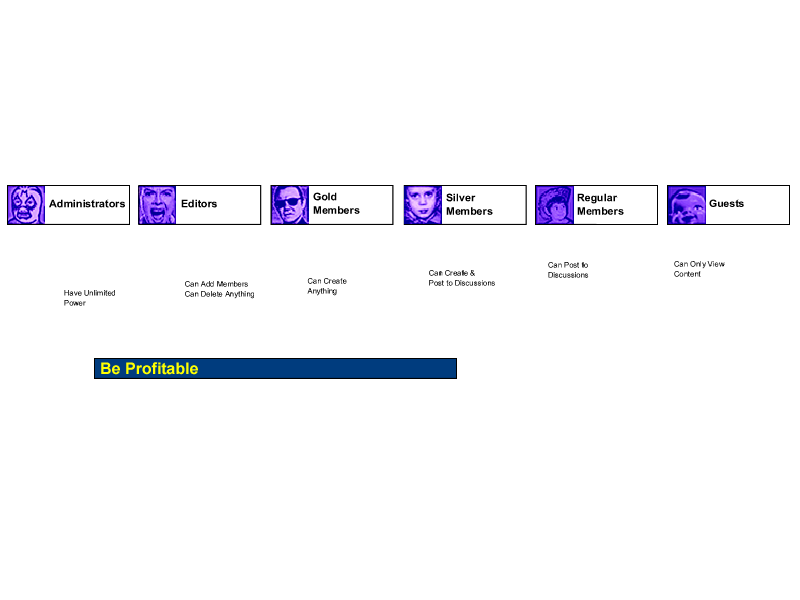 Administrators
Editors
Gold
Members
Silver
Members
Regular
Members
Guests
Have Unlimited
Power
Can Add Members
Can Delete Anything
Can Create
Anything
Can Create &
Post to Discussions
Can Post to
Discussions
Can Only View
Content
Be Profitable